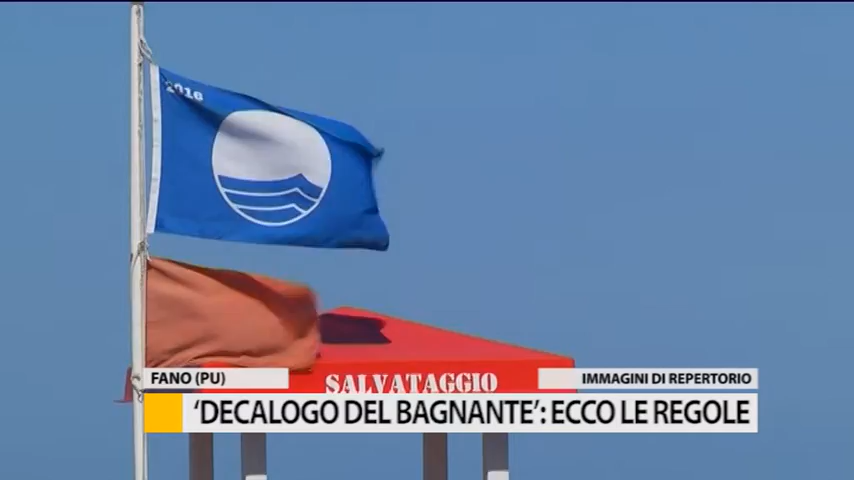 2016
SALVATAGGIO
FANO (PU)
IMMAGINI DI REPERTORIO
‘DECALOGO DEL BAGNANTE’: ECCO LE REGOLE